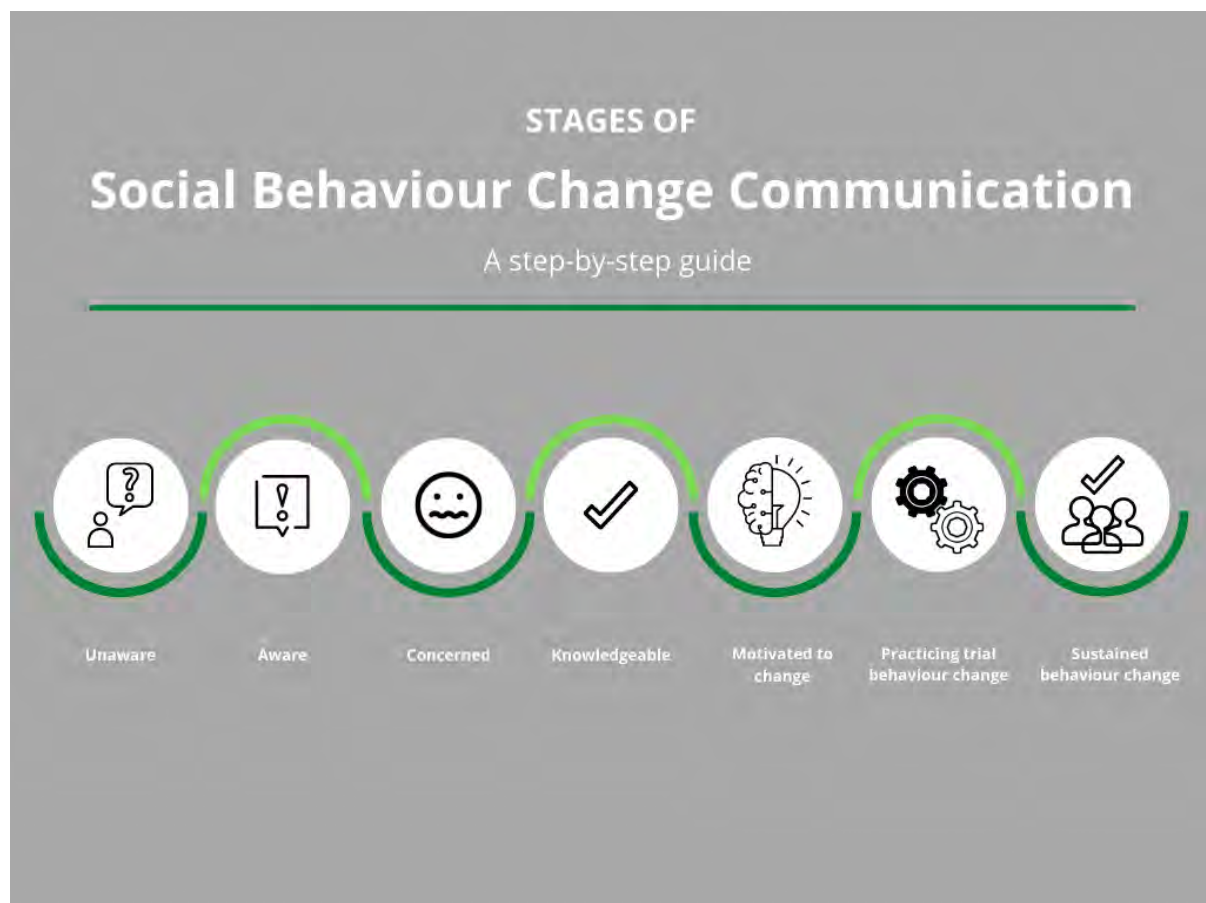 STAGES OF
Social Behaviour Change Communication
A step-by-step guide
Unaware
Aware
Concerned
Knowledgeable
Motivated to
change
Practicing trial
behaviour change
Sustained
behaviour change